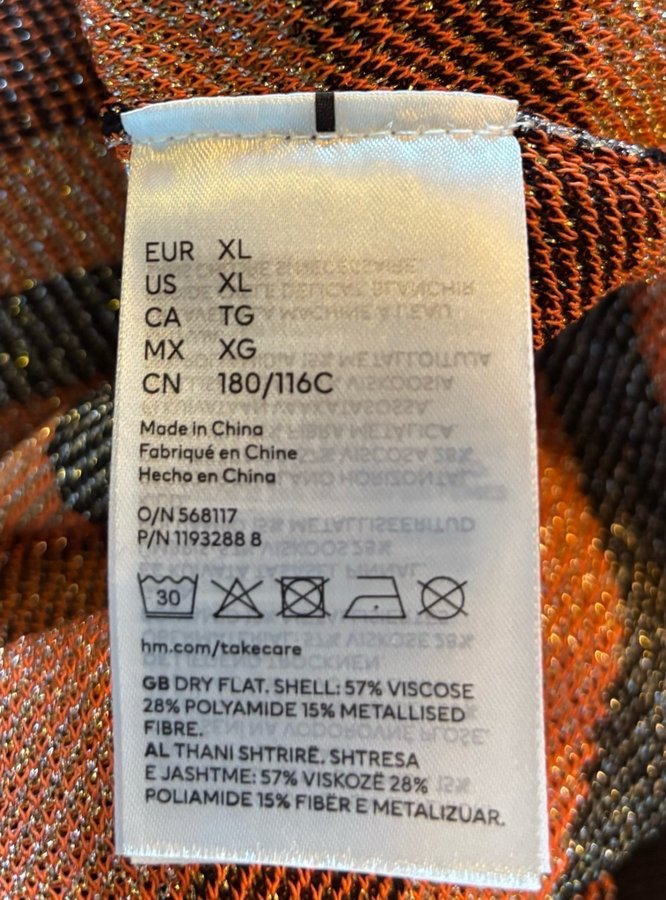 EUR XL
US XL
CA TG
MX XG
CN 180/116C
Made in China
Fabriqué en Chine
Hecho en China
O/N 568117
P/N 1193288 8
30
hm.com/takecare
GB DRY FLAT. SHELL: 57% VISCOSE
28% POLYAMIDE 15% METALLISED
FIBRE.
AL THANI SHTRIRË. SHTRESA
E JASHTME: 57% VISKOZË 28%
POLIAMIDE 15% FIBËR E METALIZUAR.